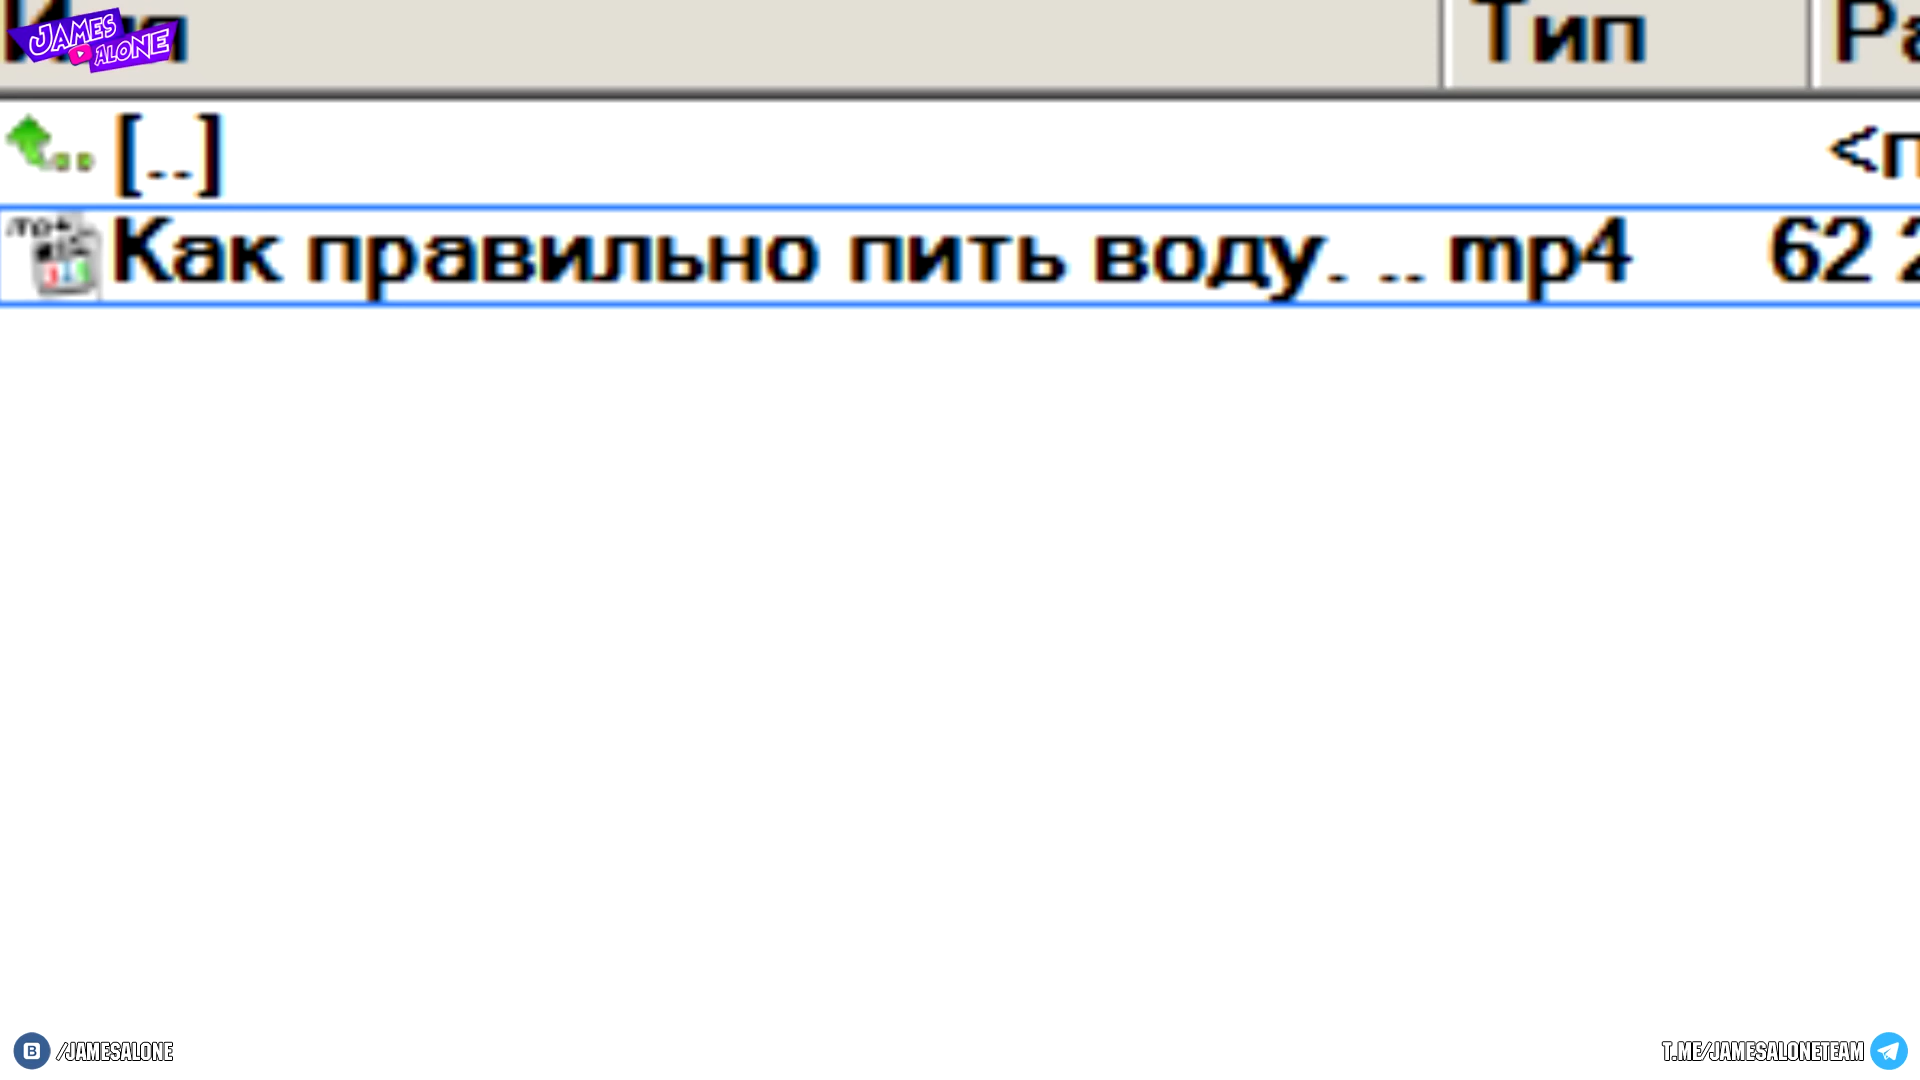 JAMES
ALONE
Тип
[..]
Как правильно пить воду. .. mp4 62
/JAMESALONE
T.ME/JAMESALONETEAM